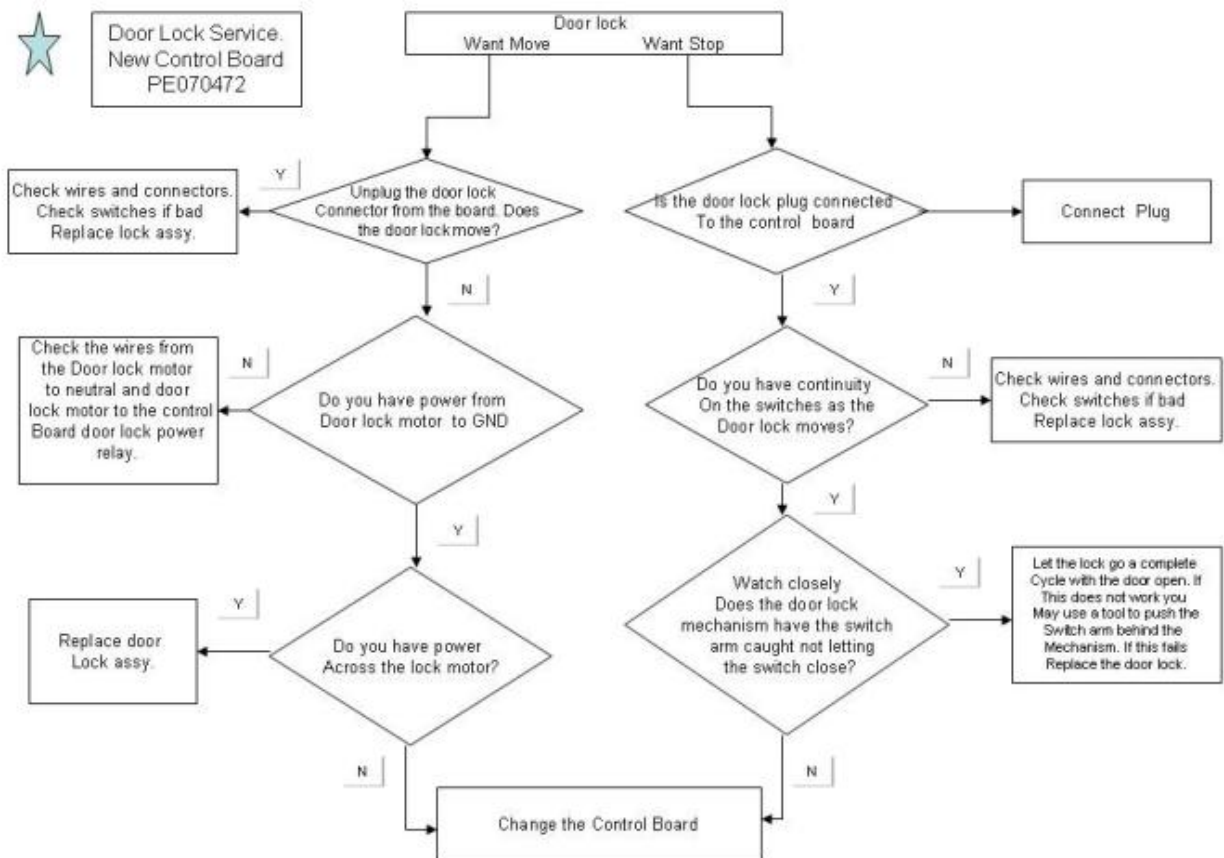 Door Lock Service.
New Control Board
PE070472
Door lock
Want Move Want Stop
Y
Check wires and connectors.
Check switches if bad
Replace lock assy.
Unplug the door lock
Connector from the board. Does
the door lock move?
Is the door lock plug connected
To the control board
Connect Plug
N
Y
Check the wires from
the Door lock motor
to neutral and door
lock motor to the control
Board door lock power
relay.
N
Do you have power from
Door lock motor to GND
Do you have continuity
On the switches as the
Door lock moves?
N
Check wires and connectors.
Check switches if bad
Replace lock assy.
Y
Y
Replace door
Lock assy.
Y
Do you have power
Across the lock motor?
Watch closely
Does the door lock
mechanism have the switch
arm caught not letting
the switch close?
Y
Let the lock go a complete
Cycle with the door open. If
This does not work you
May use a tool to push the
Switch arm behind the
Mechanism. If this fails
Replace the door lock.
N
N
Change the Control Board